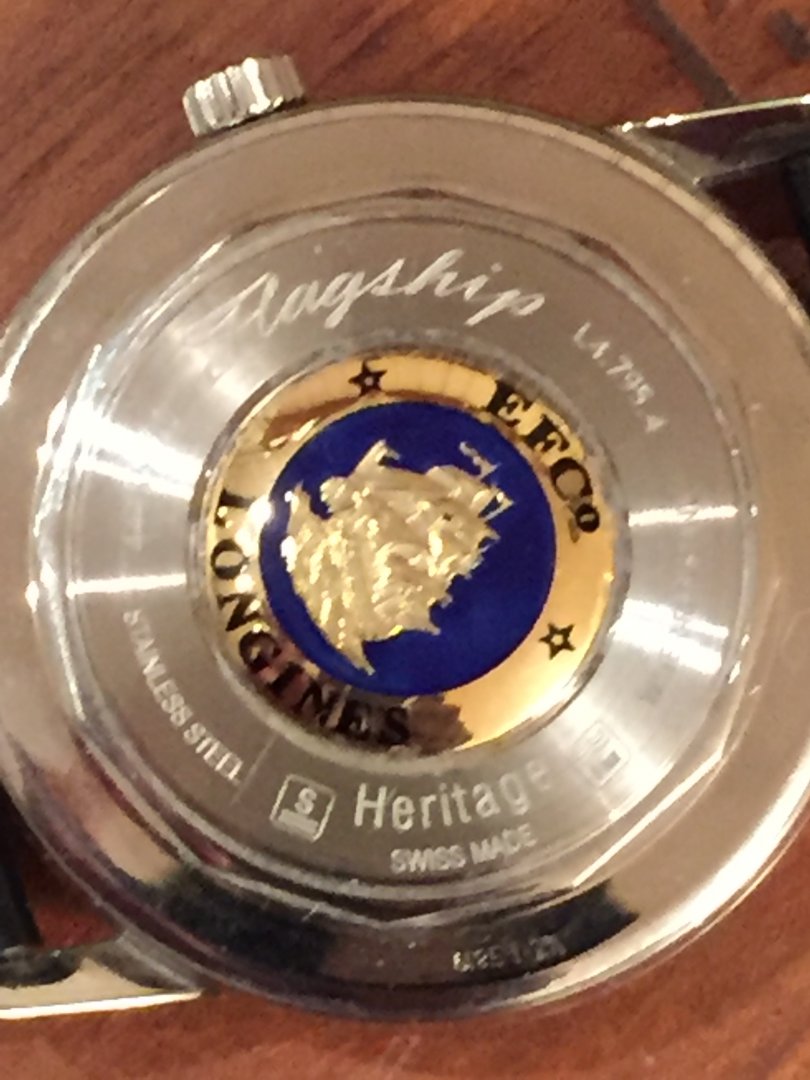 Flagship
L4.795.4
EFCo
LONGINES
STAINLESS STEEL
S
Heritage
SWISS MADE